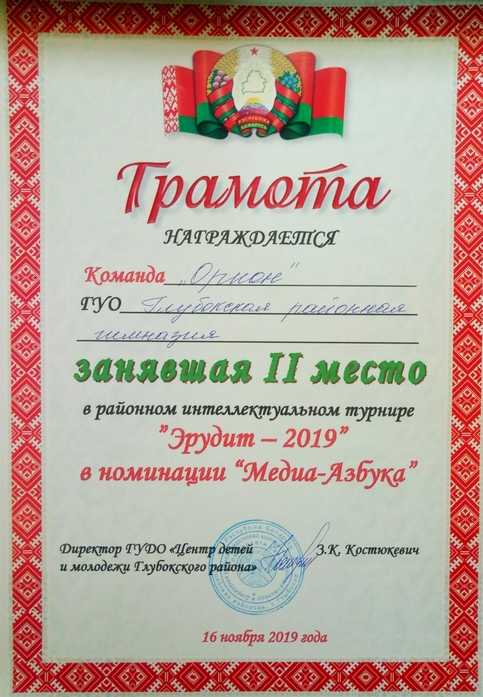 Грамота
НАГРАЖДАЕТСЯ
Команда „Орион"
ГУО Глубокская районная
гимназия
занявшая II место
в районном интеллектуальном турнире
”Эрудит – 2019”
в номинации “Медиа-Азбука”
Директор ГУДО «Центр детей
и молодежи Глубокского района»
З.К. Костюкевич
16 ноября 2019 года